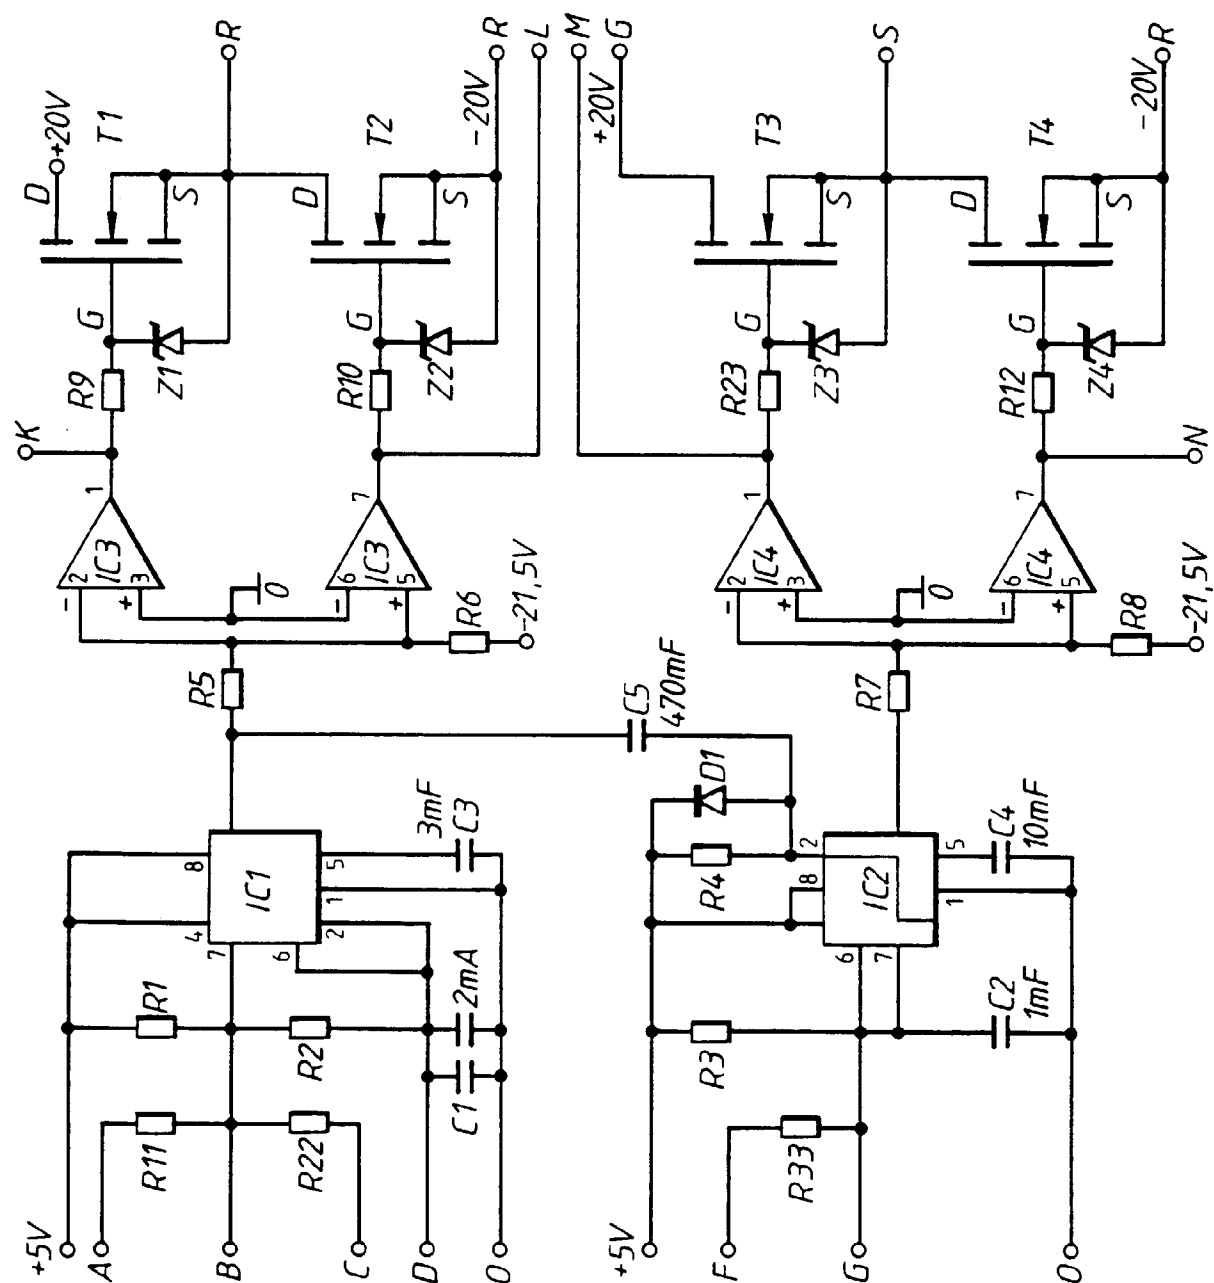 D
+20V
T1
S
R
G
Z1
R9
K
1
IC3
2
3
-
+
D
T2
S
-20V
R
L
G
Z2
R10
7
IC3
6
5
-
+
0
R6
-21,5V
R5
M
G
+20V
T3
S
S
G
Z3
R23
1
IC4
2
3
-
+
D
T4
S
-20V
R
G
Z4
R12
N
7
IC4
6
5
-
+
0
R8
-21,5V
R7
C5
470mF
IC1
8
4
7
6
2
1
5
3mF
C3
R1
R2
2mA
C1
R11
R22
+5V
A
B
C
D
0
D1
R4
2
8
IC2
6
7
1
5
C4
10mF
R3
C2
1mF
R33
+5V
F
G
0